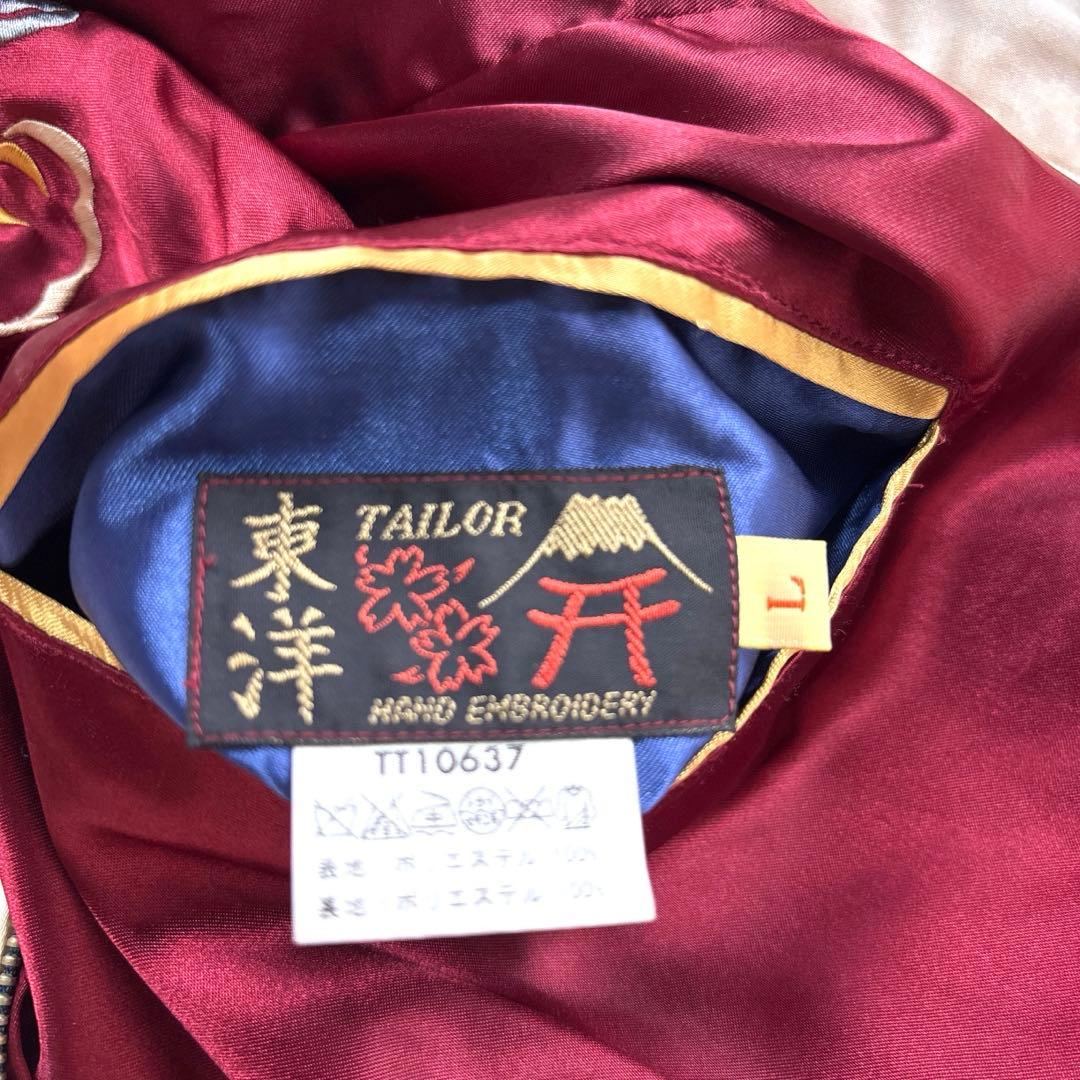 東洋
TAILOR
HAND EMBROIDERY
L
TT10637
表地：ポリエステル 100%
裏地：ポリエステル 100%